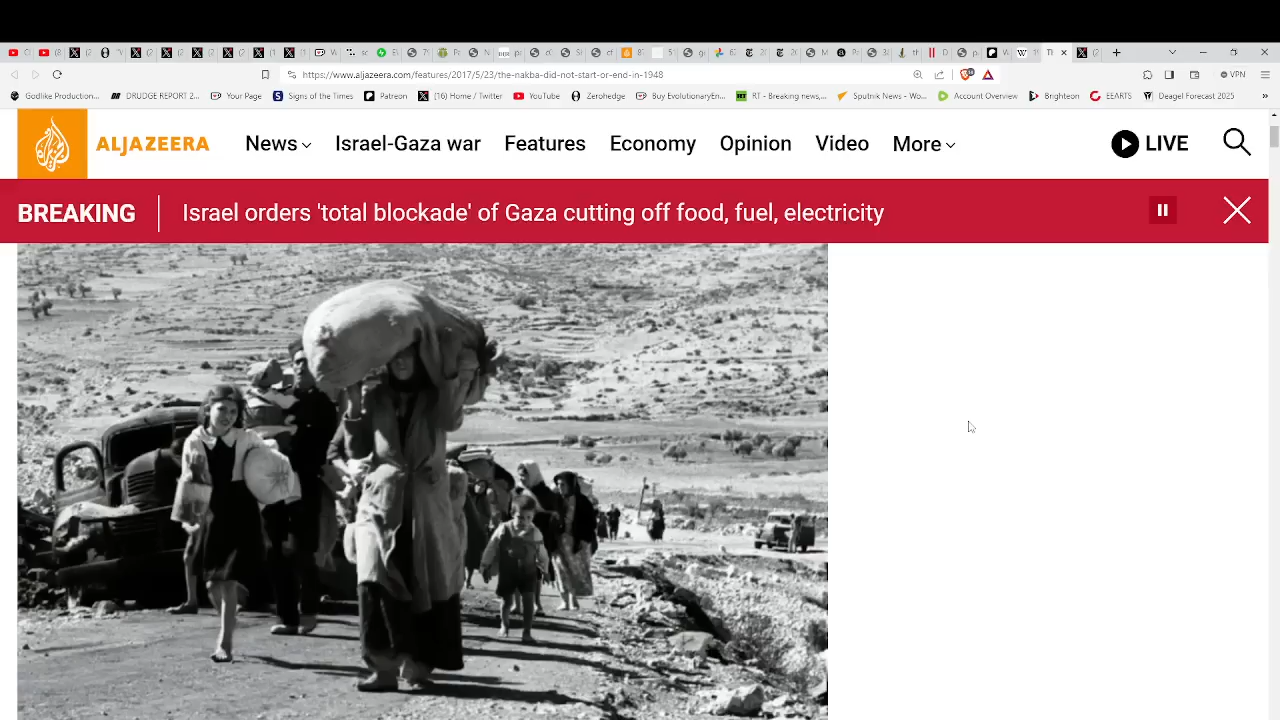 https://www.aljazeera.com/features/2017/5/23/the-nakba-did-not-start-or-end-in-1948
VPN
Godlike Production...
DRUDGE REPORT 2...
Your Page
Signs of the Times
Patreon
(16) Home / Twitter
YouTube
Zerohedge
Buy EvolutionaryEn...
RT - Breaking news,...
Sputnik News - Wo...
Account Overview
Brighteon
EEARTS
Deagel Forecast 2025
ALJAZEERA
News
Israel-Gaza war
Features
Economy
Opinion
Video
More
LIVE
BREAKING
Israel orders 'total blockade' of Gaza cutting off food, fuel, electricity